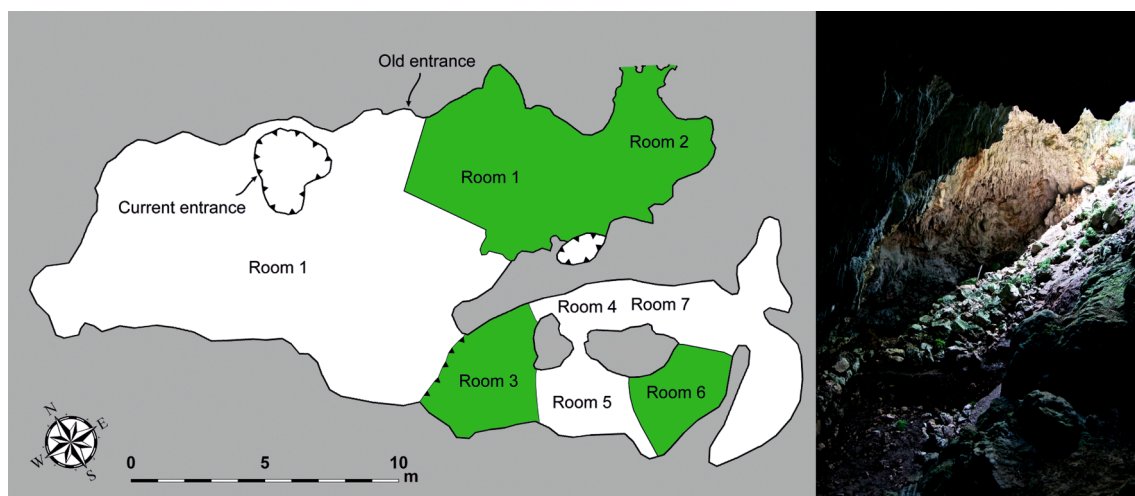 Old entrance
Room 2
Room 1
Current entrance
Room 1
Room 4
Room 7
Room 3
Room 6
Room 5
N
E
W
S
0
5
10
m